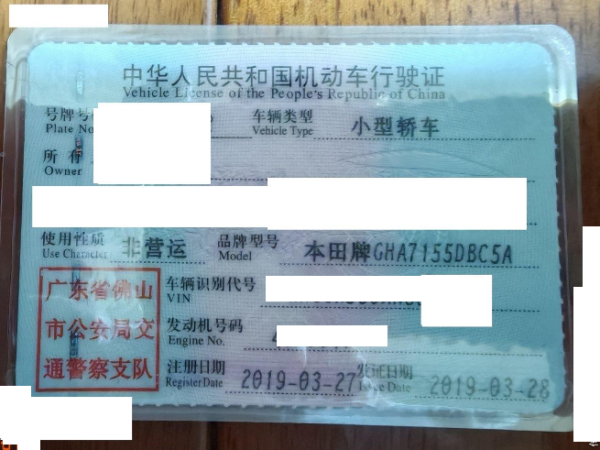 中华人民共和国机动车行驶证
Vehicle License of the People's Republic of China
号牌号 车辆类型 小型轿车
Plate No Vehicle Type
所有
Owner
使用性质 非营运 品牌型号 本田牌GHA7155DBC5A
Use Character Model
广东省佛山
市公安局交
通警察支队
车辆识别代号
VIN
发动机号码
Engine No.
注册日期 2019-03-27 发证日期 2019-03-28
Register Date Issue Date